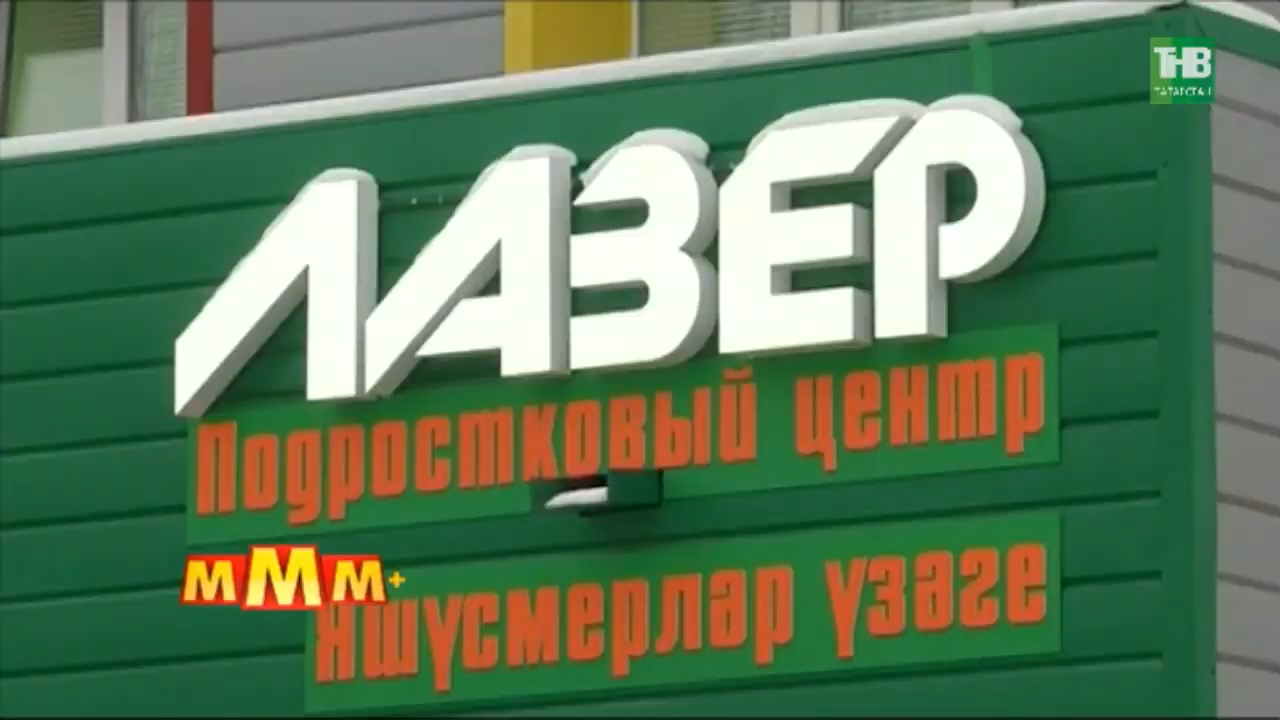 ТНВ
ТАТАРСТАН
ЛАЗЕР
Подростковый центр
МММ+
Яшүсмерләр үзәге